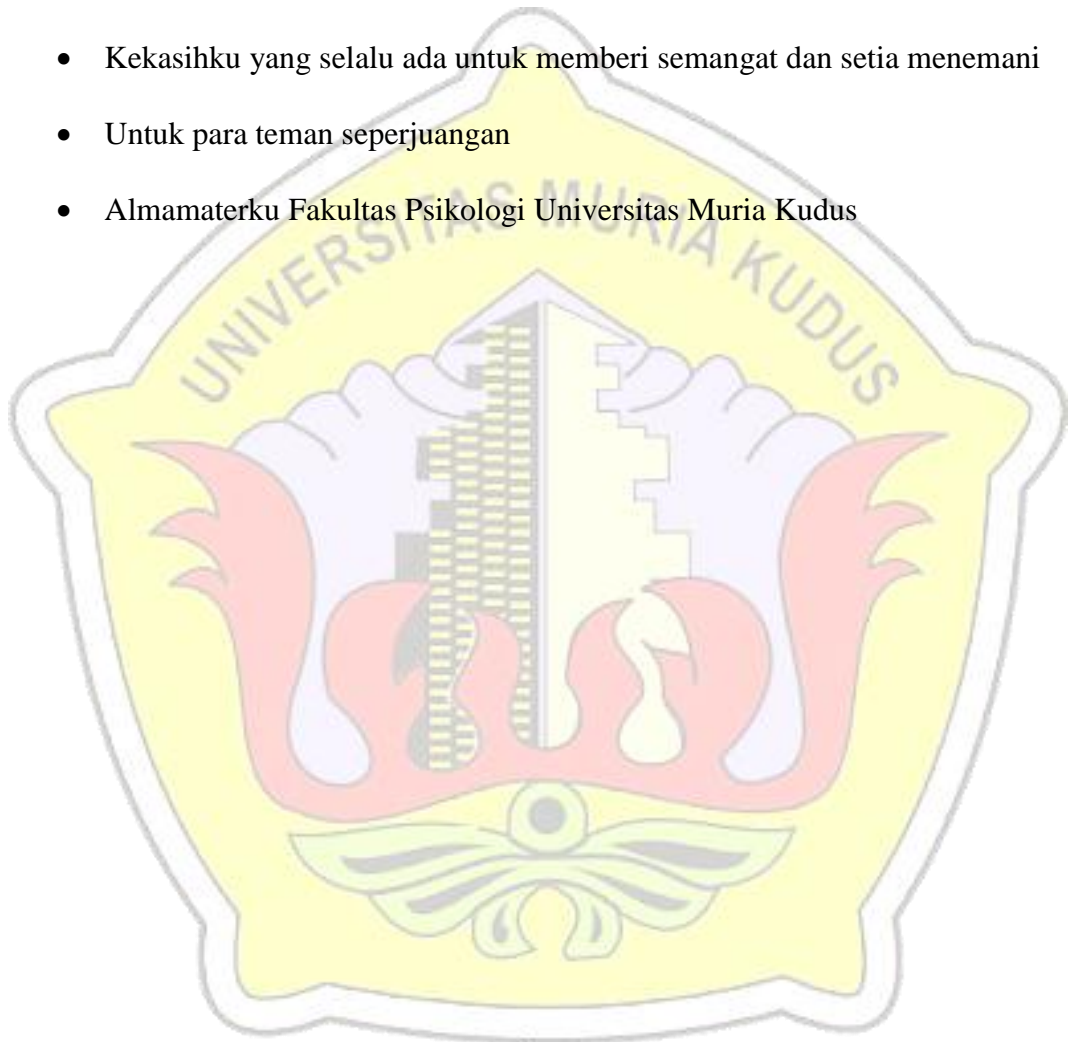 • Kekasihku yang selalu ada untuk memberi semangat dan setia menemani
• Untuk para teman seperjuangan
• Almamaterku Fakultas Psikologi Universitas Muria Kudus
UNIVERSITAS MURIA KUDUS